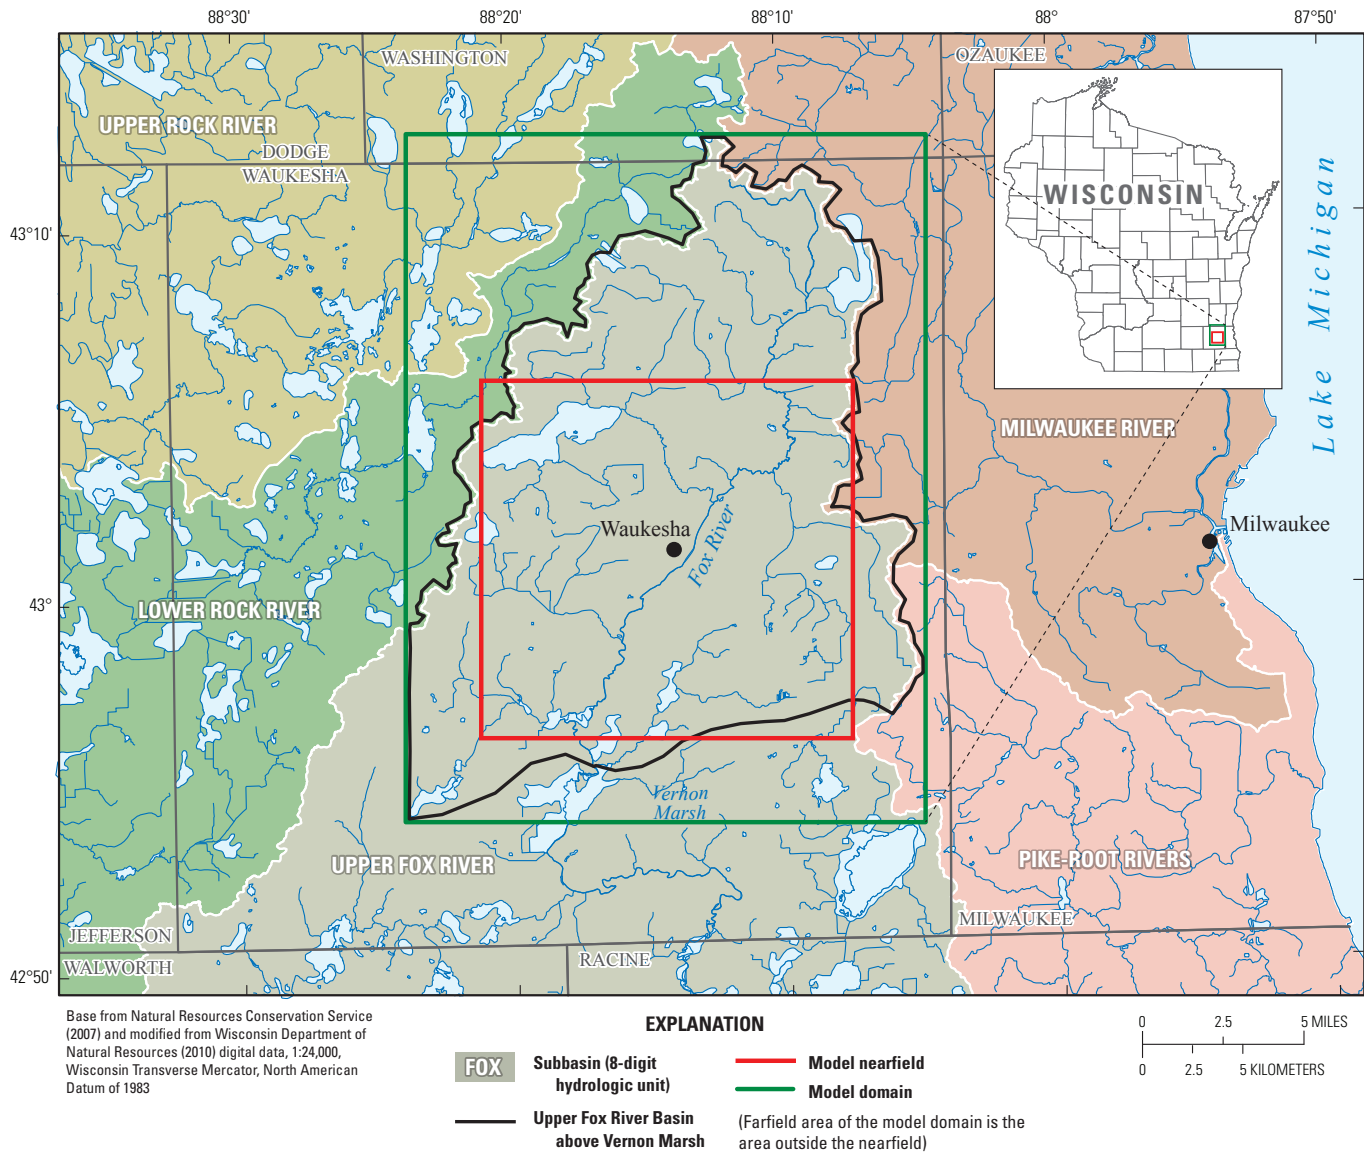 88°30'
88°20'
88°10'
88°
87°50'
WASHINGTON
OZAUKEE
UPPER ROCK RIVER
DODGE
WAUKESHA
WISCONSIN
43°10'
Lake Michigan
MILWAUKEE RIVER
Waukesha
Fox River
Milwaukee
43°
LOWER ROCK RIVER
Vernon
Marsh
UPPER FOX RIVER
PIKE-ROOT RIVERS
MILWAUKEE
JEFFERSON
WALWORTH
RACINE
42°50'
Base from Natural Resources Conservation Service
(2007) and modified from Wisconsin Department of
Natural Resources (2010) digital data, 1:24,000,
Wisconsin Transverse Mercator, North American
Datum of 1983
EXPLANATION
FOX
Subbasin (8-digit
hydrologic unit)
Upper Fox River Basin
above Vernon Marsh
Model nearfield
Model domain
(Farfield area of the model domain is the
area outside the nearfield)
0 2.5 5 MILES
0 2.5 5 KILOMETERS